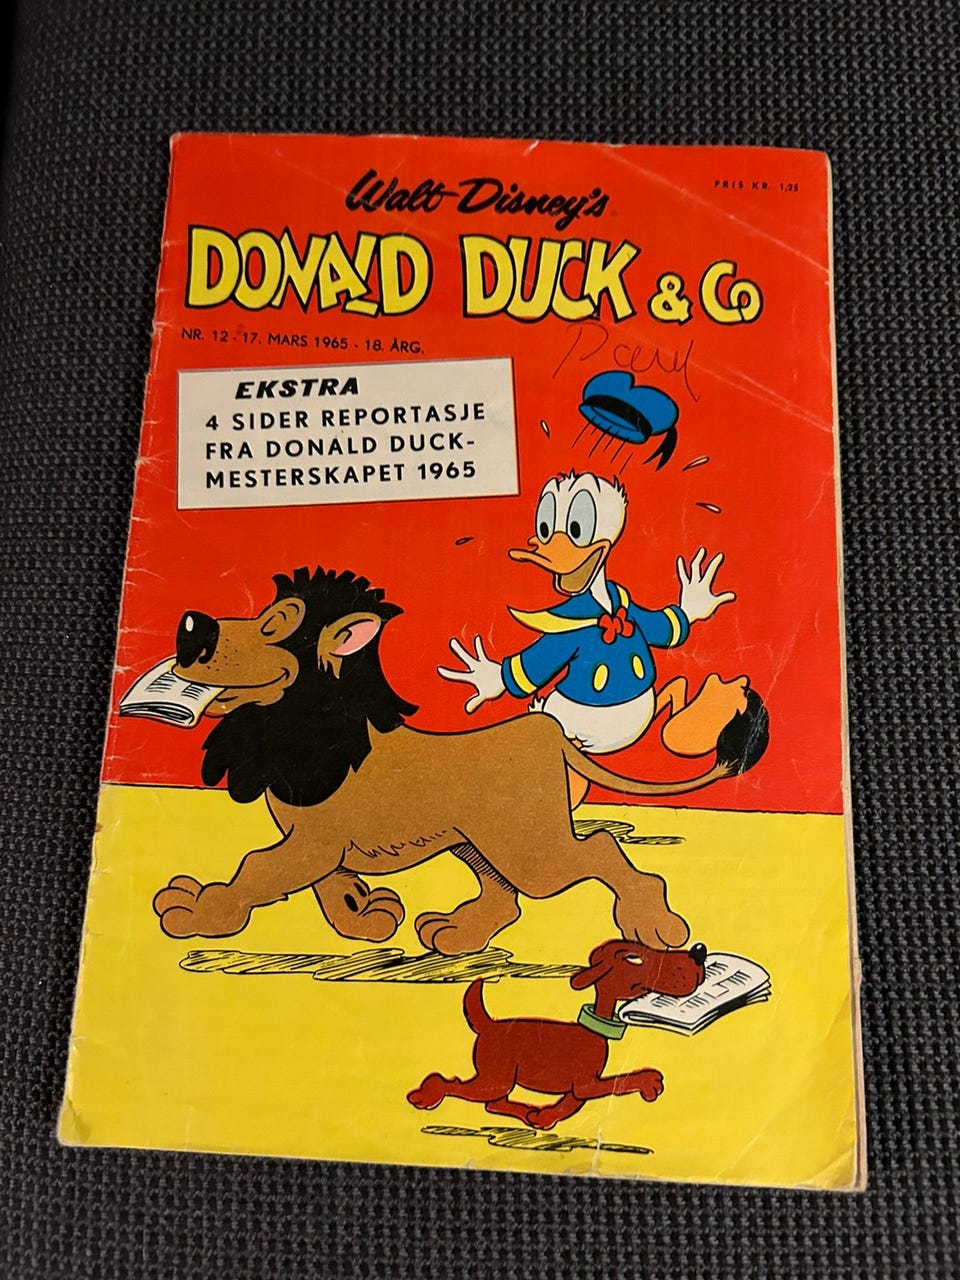 Walt Disney's
PRIS KR. 1,25
DONALD DUCK & Co
NR. 12 - 17. MARS 1965 - 18. ÅRG.
EKSTRA
4 SIDER REPORTASJE
FRA DONALD DUCK-
MESTERSKAPET 1965